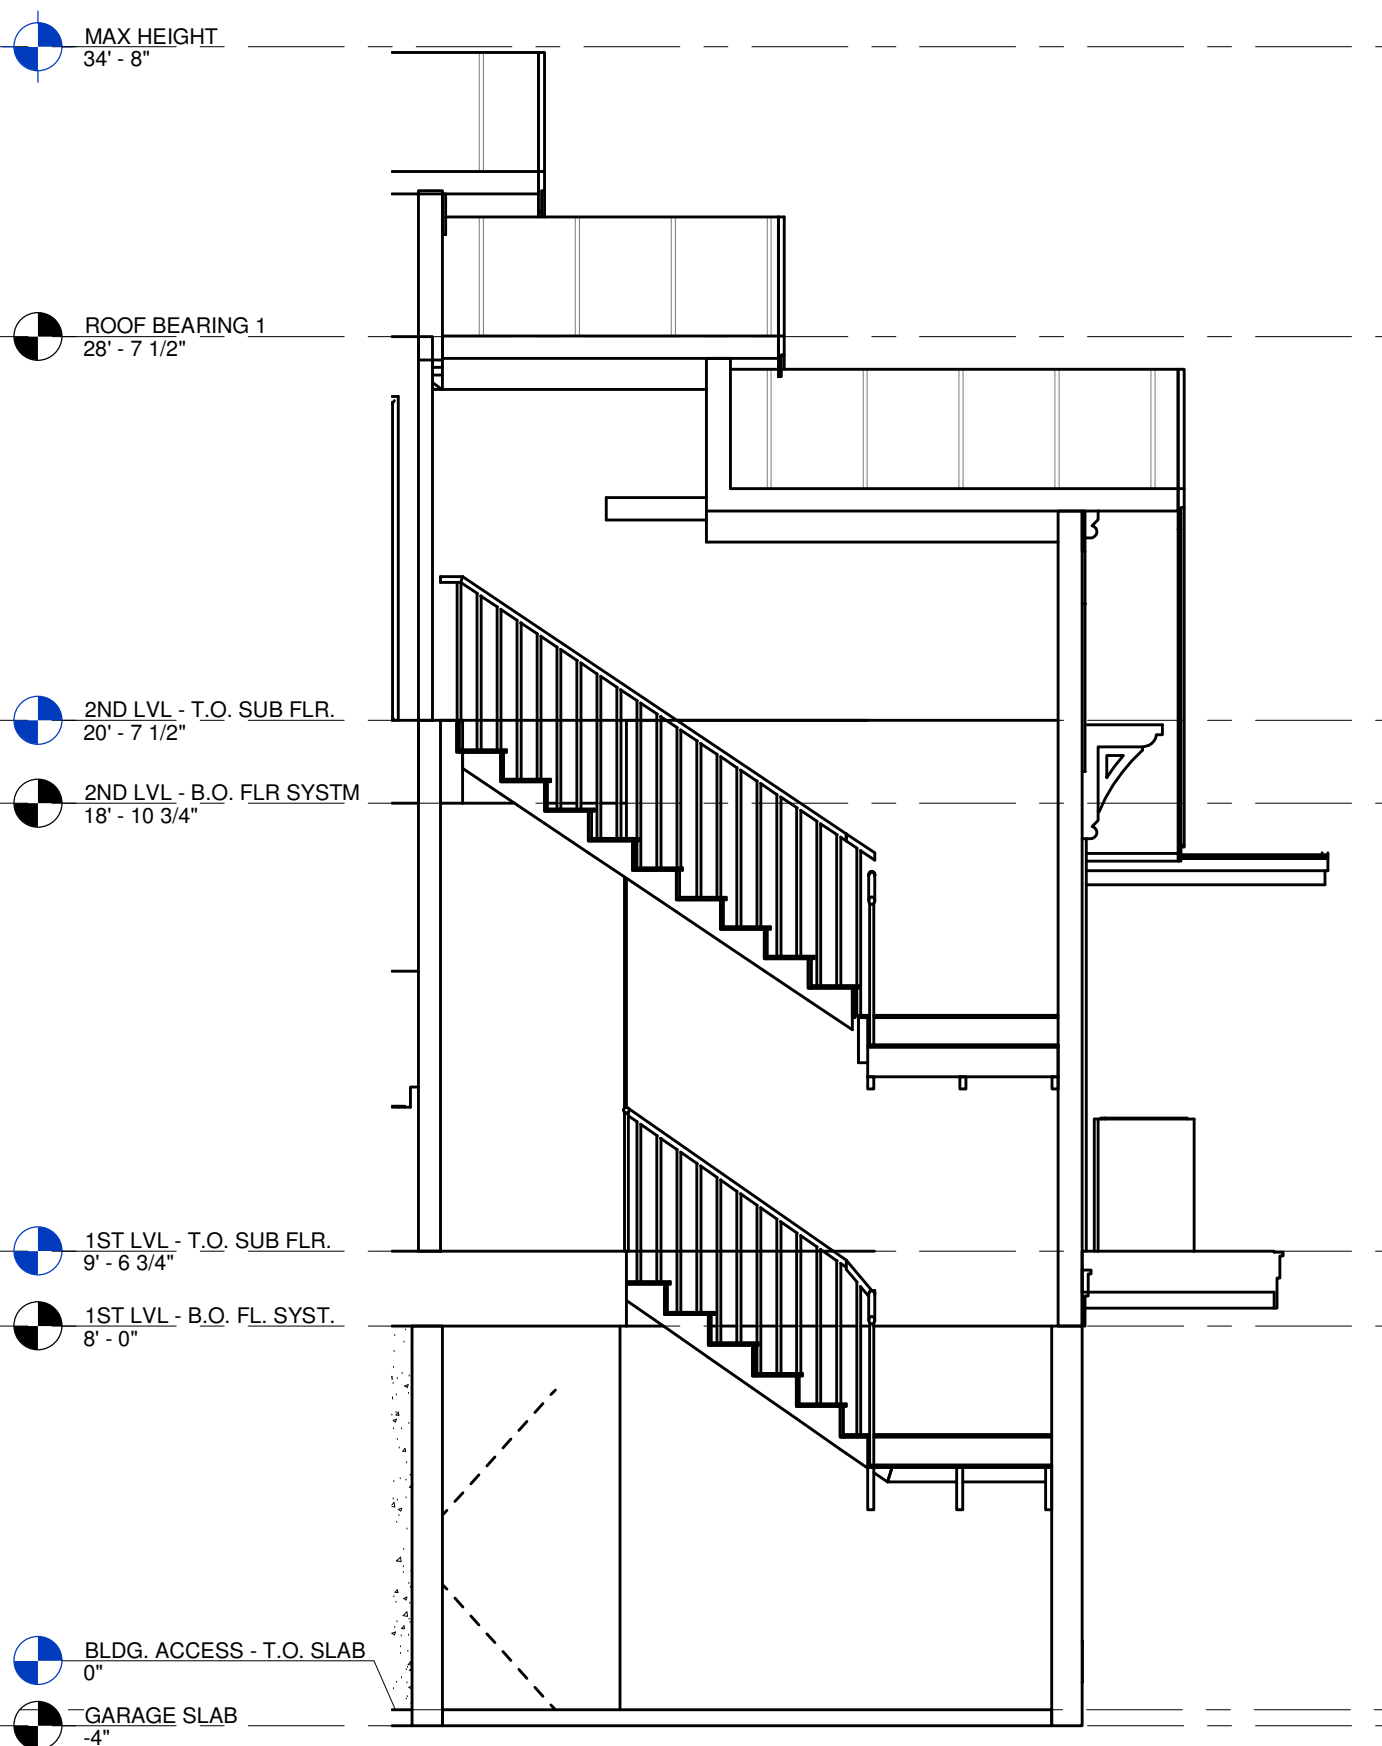 MAX HEIGHT
34' - 8"
ROOF BEARING 1
28' - 7 1/2"
2ND LVL - T.O. SUB FLR.
20' - 7 1/2"
2ND LVL - B.O. FLR SYSTM
18' - 10 3/4"
1ST LVL - T.O. SUB FLR.
9' - 6 3/4"
1ST LVL - B.O. FL. SYST.
8' - 0"
BLDG. ACCESS - T.O. SLAB
0"
GARAGE SLAB
-4"